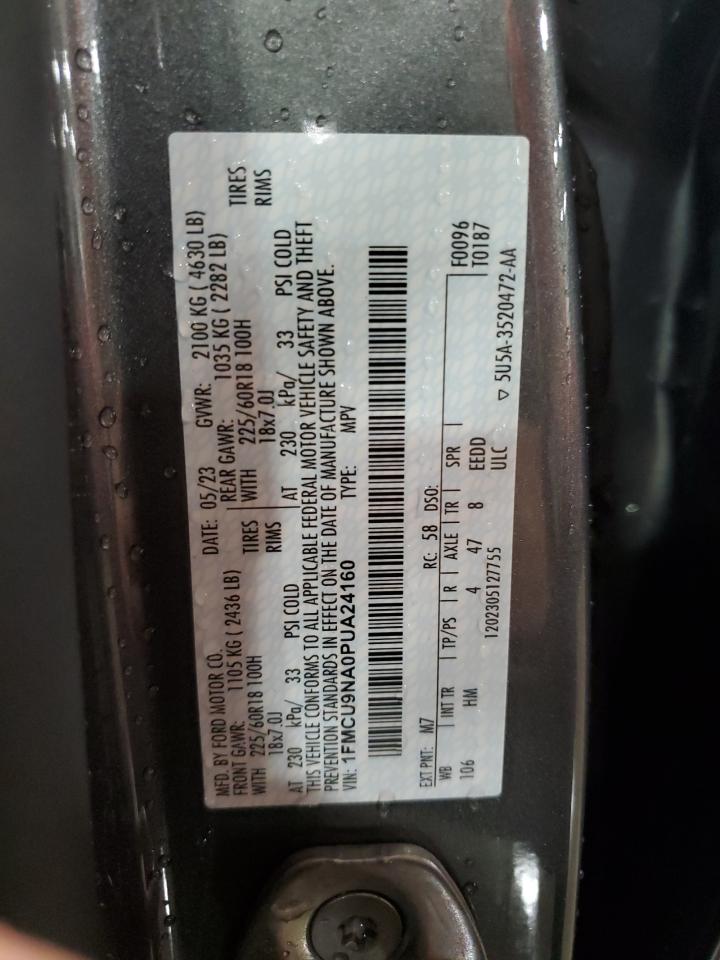 MFD. BY FORD MOTOR CO. DATE: 05/23 GVWR: 2100 KG ( 4630 LB)
FRONT GAWR: 1105 KG ( 2436 LB) REAR GAWR: 1035 KG ( 2282 LB)
WITH 225/60R18 100H TIRES WITH 225/60R18 100H TIRES
18x7.0J RIMS 18x7.0J RIMS
AT 230 kPa/ 33 PSI COLD AT 230 kPa/ 33 PSI COLD
THIS VEHICLE CONFORMS TO ALL APPLICABLE FEDERAL MOTOR VEHICLE SAFETY AND THEFT
PREVENTION STANDARDS IN EFFECT ON THE DATE OF MANUFACTURE SHOWN ABOVE.
VIN: 1FMCU9NA0PUA24160 TYPE: MPV
EXT PNT: M7 RC: 58 DSO: F0096
WB INT TR TP/PS R AXLE TR SPR T0187
106 HM 4 47 8 EEDD
1202305127755 ULC ▽ 5U5A-3520472-AA